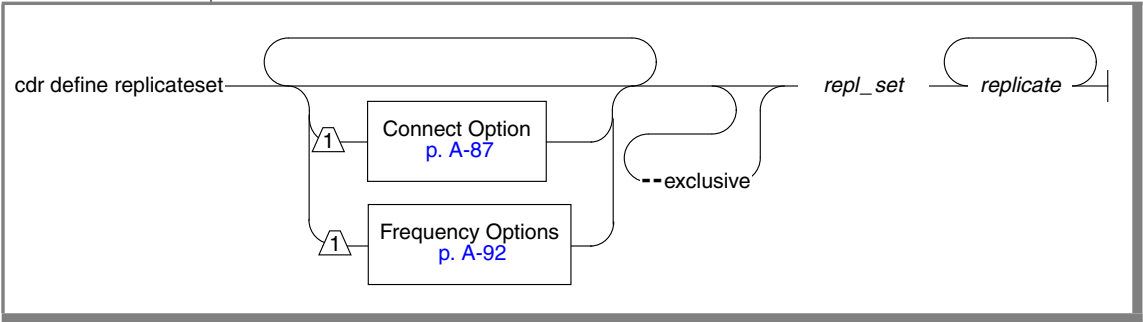 cdr define replicateset
repl_set
replicate
1
Connect Option
p. A-87
--exclusive
1
Frequency Options
p. A-92